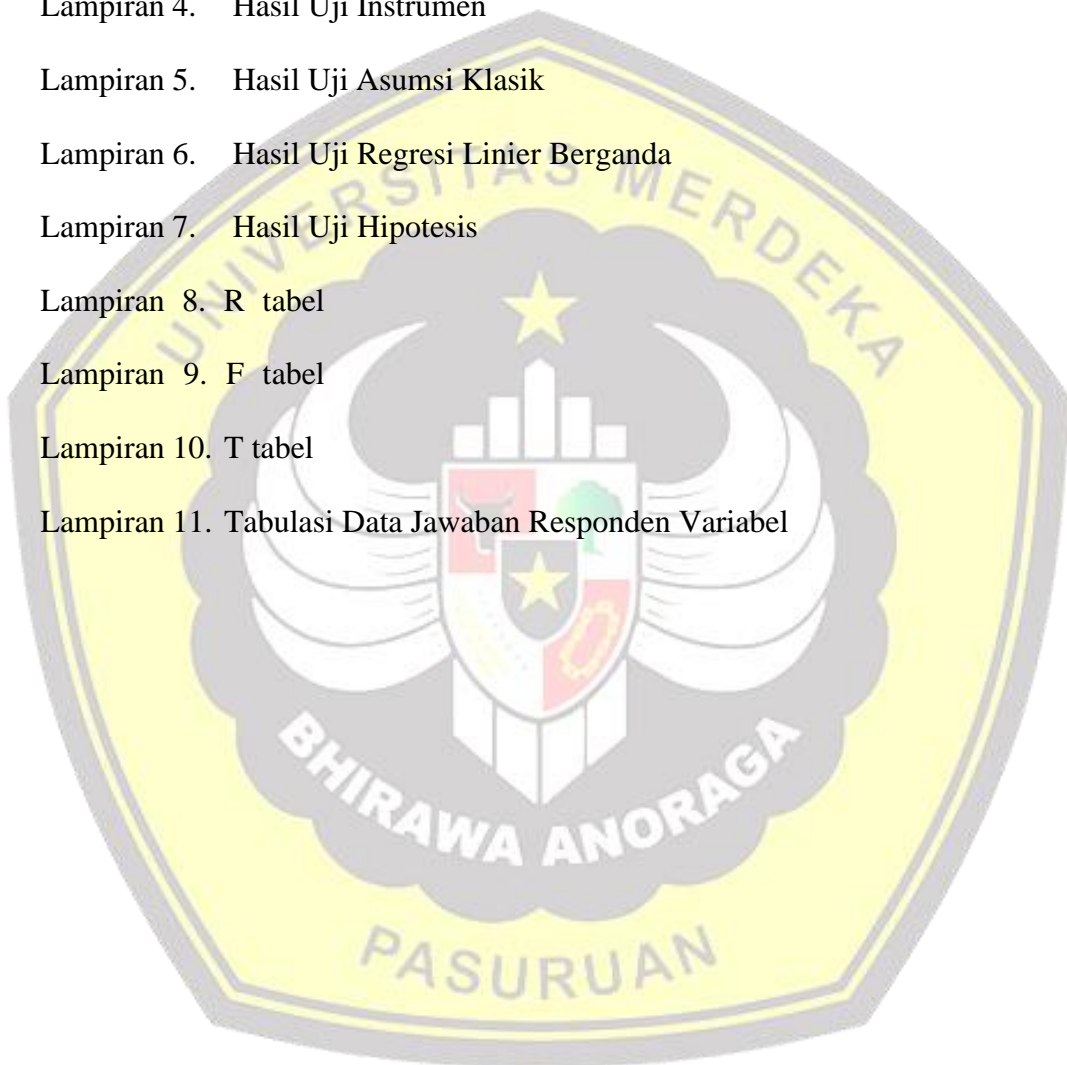 Lampiran 4. Hasil Uji Instrumen
Lampiran 5. Hasil Uji Asumsi Klasik
Lampiran 6. Hasil Uji Regresi Linier Berganda
Lampiran 7. Hasil Uji Hipotesis
Lampiran 8. R tabel
Lampiran 9. F tabel
Lampiran 10. T tabel
Lampiran 11. Tabulasi Data Jawaban Responden Variabel
UNIVERSITAS MERDEKA
BHIRAWA ANORAGA
PASURUAN